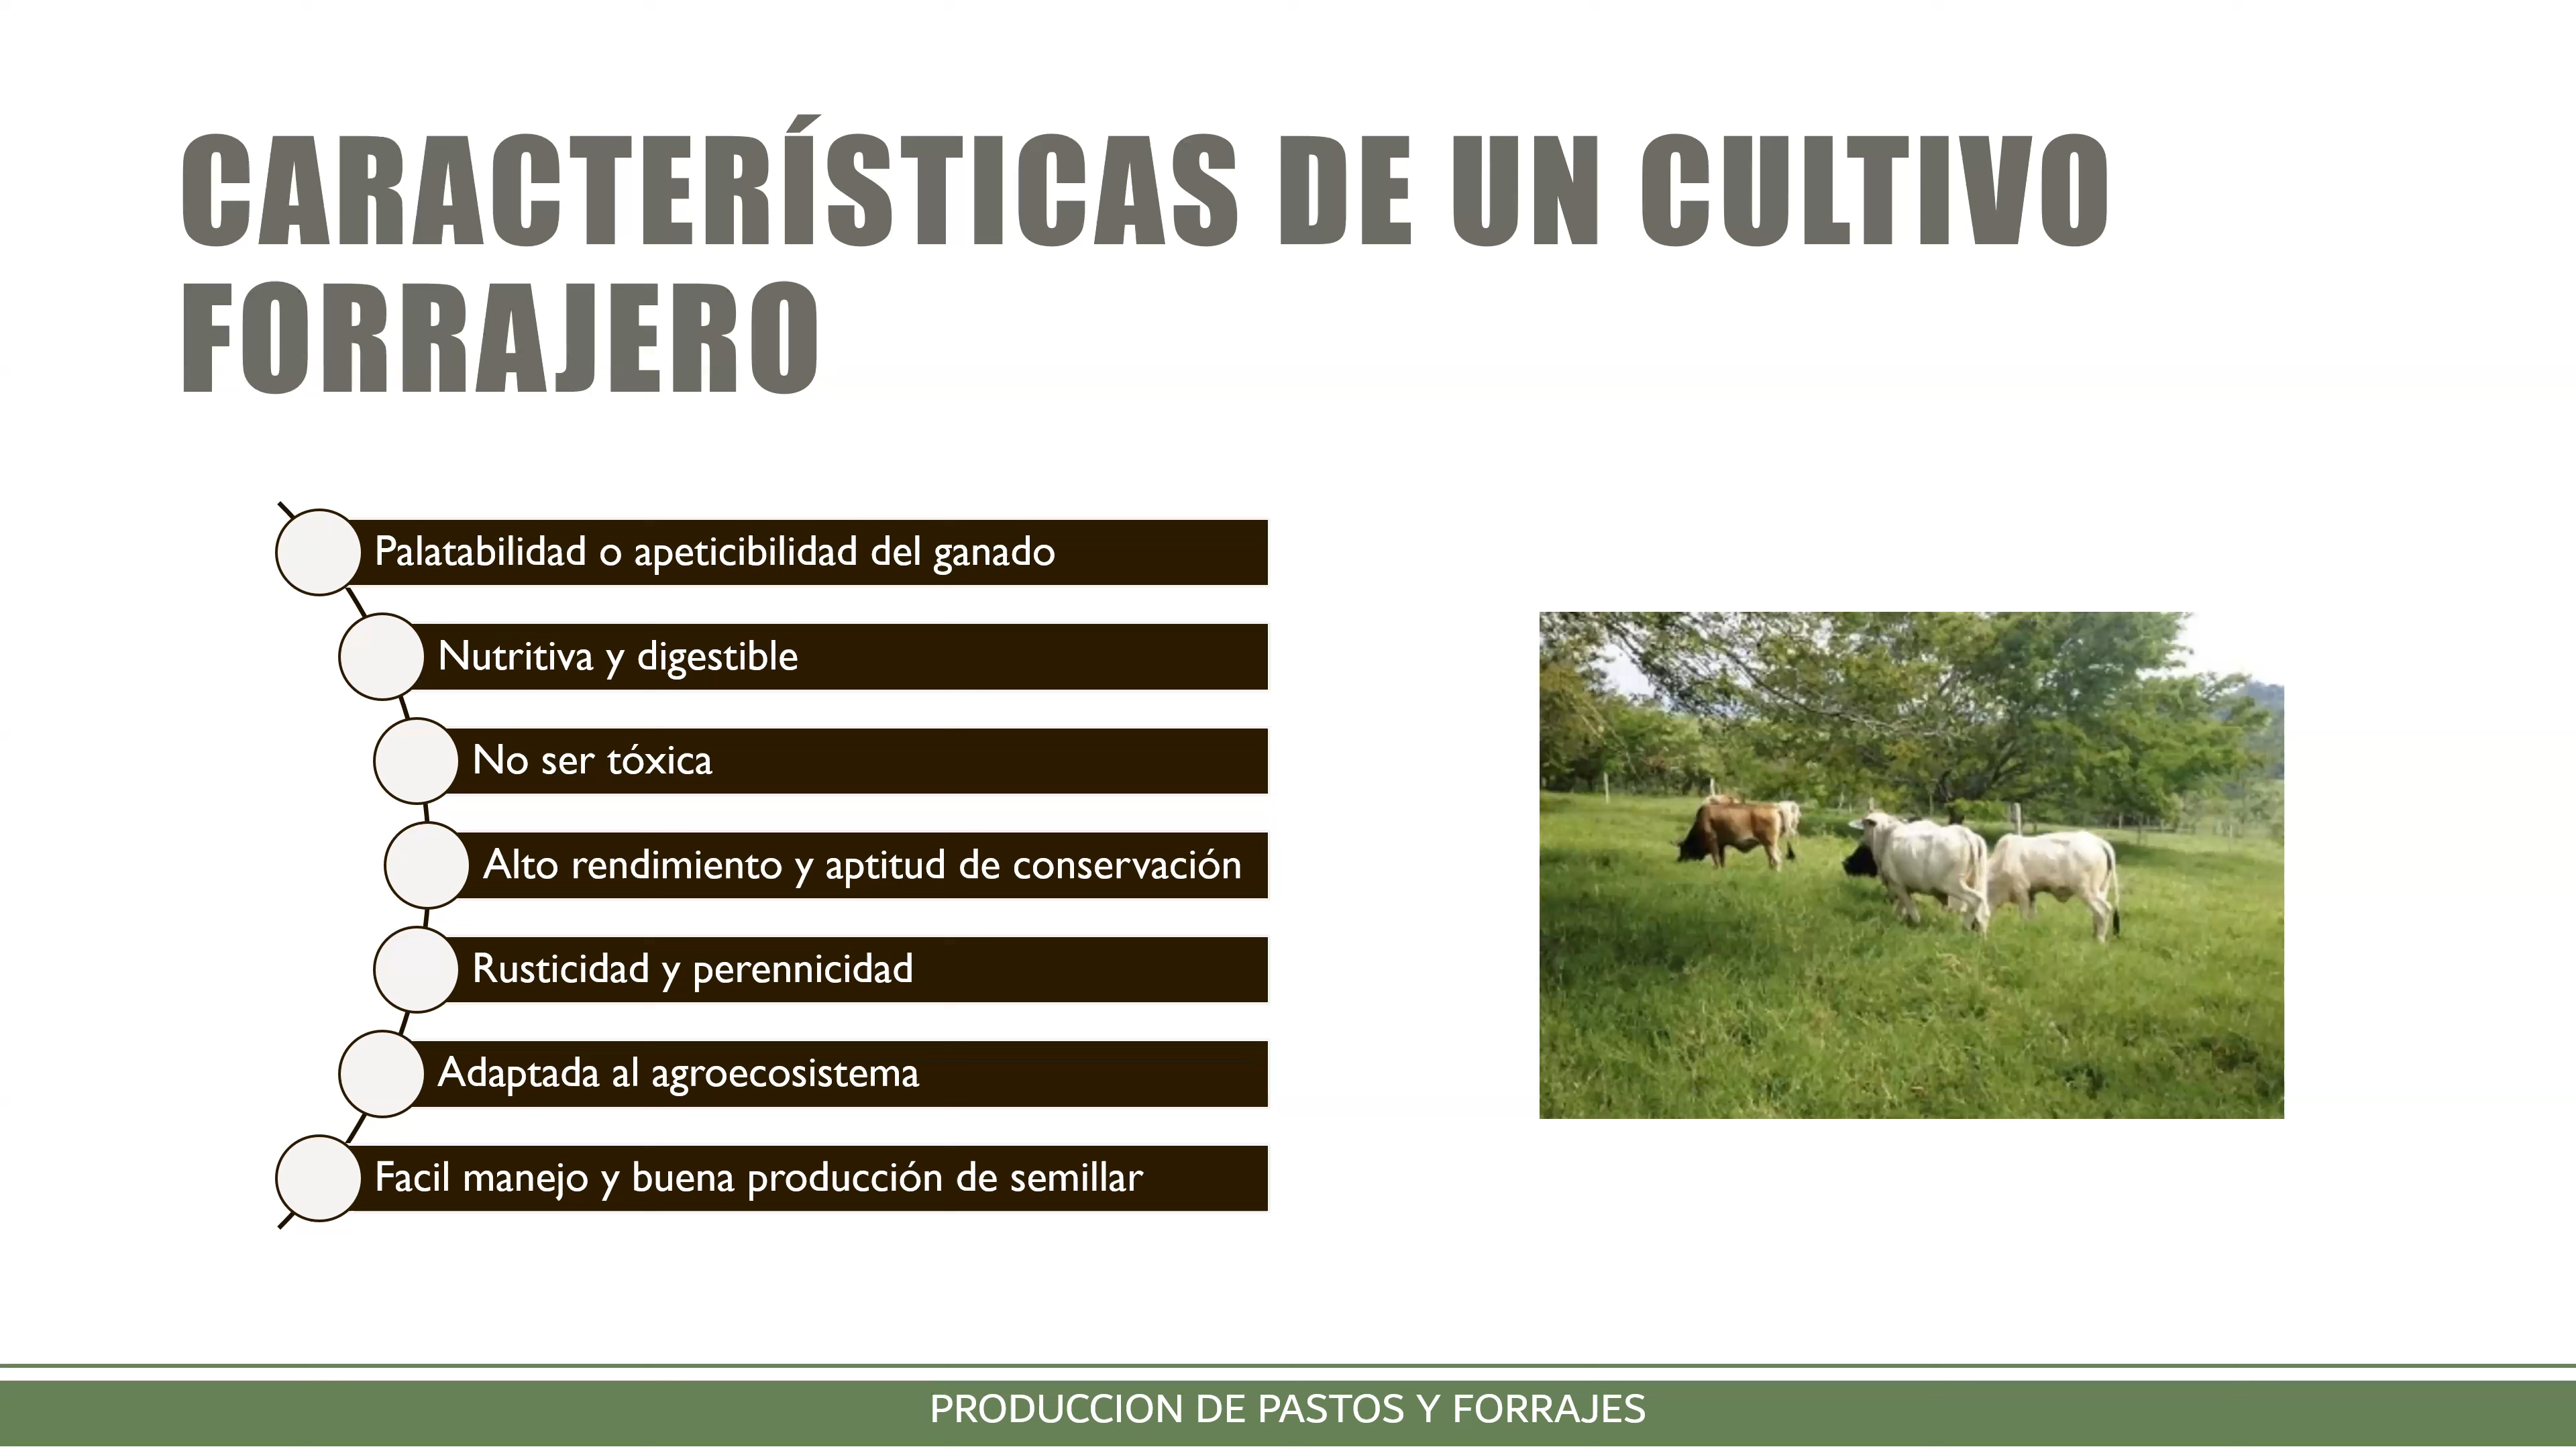 CARACTERÍSTICAS DE UN CULTIVO
FORRAJERO
Palatabilidad o apeticibilidad del ganado
Nutritiva y digestible
No ser tóxica
Alto rendimiento y aptitud de conservación
Rusticidad y perennicidad
Adaptada al agroecosistema
Facil manejo y buena producción de semillar
PRODUCCION DE PASTOS Y FORRAJES